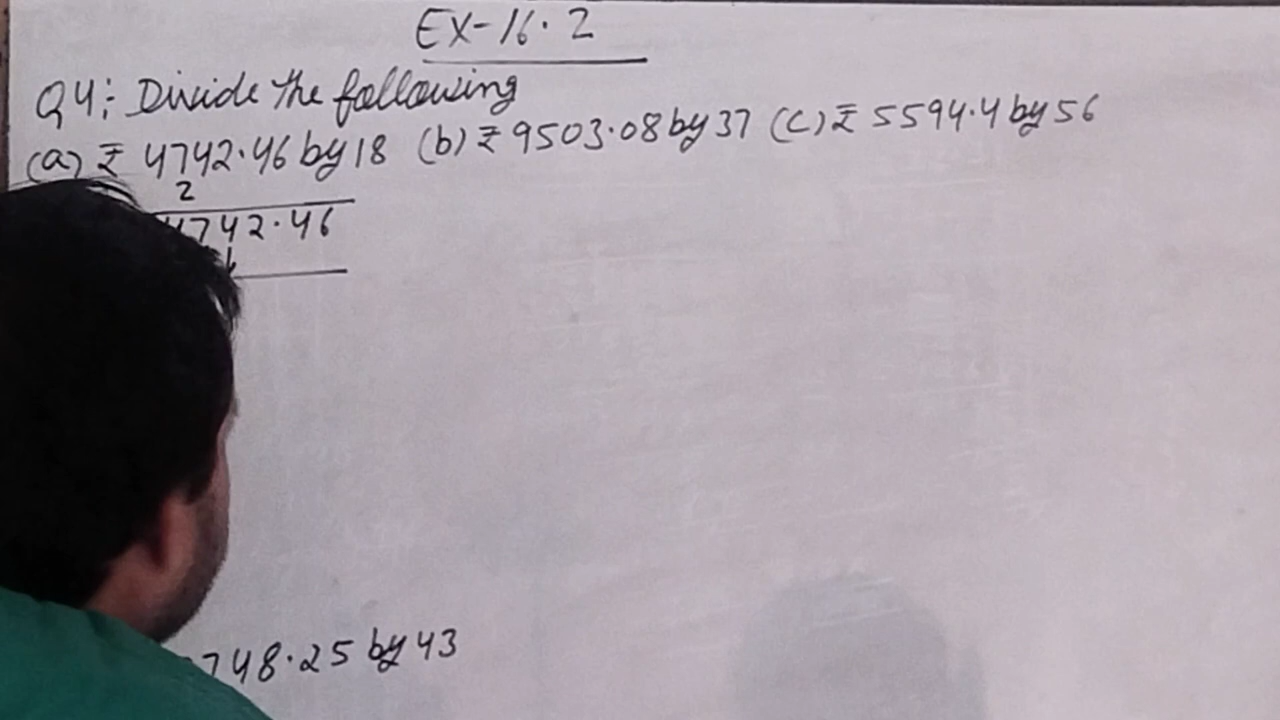 EX-16.2
Q4: Divide the following
(a) ₹ 4742.46 by 18 (b) ₹ 9503.08 by 37 (c) ₹ 5594.4 by 56
2
4742.46
748.25 by 43